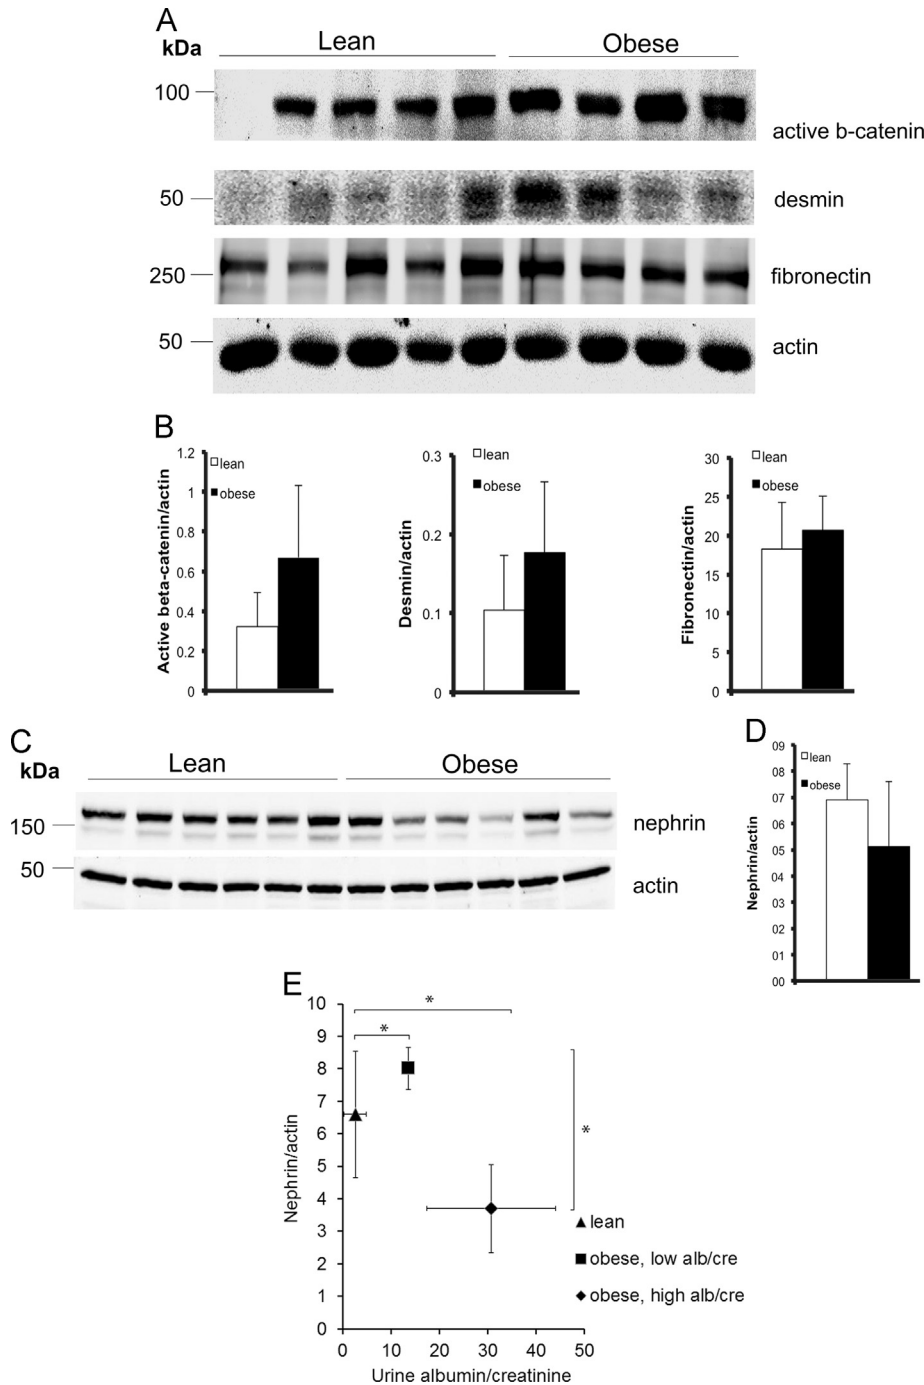 A
kDa
Lean
Obese
100
active b-catenin
50
desmin
250
fibronectin
50
actin
B
Active beta-catenin/actin
1.2
1
0.8
0.6
0.4
0.2
0
lean
obese
Desmin/actin
0.3
0.2
0.1
0
lean
obese
Fibronectin/actin
30
25
20
15
10
5
0
lean
obese
C
kDa
Lean
Obese
150
nephrin
50
actin
D
Nephrin/actin
09
08
07
06
05
04
03
02
01
00
lean
obese
E
Nephrin/actin
10
9
8
7
6
5
4
3
2
1
0
*
*
*
lean
obese, low alb/cre
obese, high alb/cre
0 10 20 30 40 50
Urine albumin/creatinine